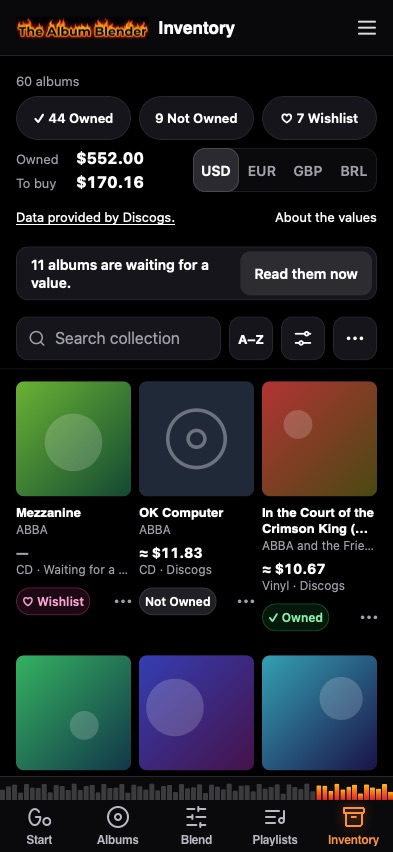 The Album Blender Inventory
60 albums
✓ 44 Owned 9 Not Owned ♡ 7 Wishlist
Owned $552.00
To buy $170.16
USD EUR GBP BRL
Data provided by Discogs. About the values
11 albums are waiting for a
value.
Read them now
Search collection A–Z
Mezzanine
ABBA
—
CD · Waiting for a ...
♡ Wishlist
OK Computer
ABBA
≈ $11.83
CD · Discogs
Not Owned
In the Court of the
Crimson King (...
ABBA and the Frie...
≈ $10.67
Vinyl · Discogs
✓ Owned
Start Albums Blend Playlists Inventory